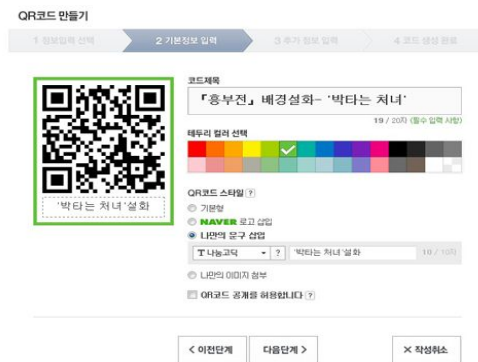 QR코드 만들기
1 정보입력 선택
2 기본정보 입력
3 추가 정보 입력
4 코드 생성 완료
코드제목
『흥부전』 배경설화- '박타는 처녀'
19 / 20자 (필수 입력 사항)
테두리 컬러 선택
QR코드 스타일 ?
기본형
NAVER 로고 삽입
나만의 문구 삽입
'박타는 처녀'설화
T 나눔고딕 ? '박타는 처녀'설화 10 / 10자
나만의 이미지 첨부
QR코드 공개를 허용합니다 ?
< 이전단계 다음단계 > × 작성취소